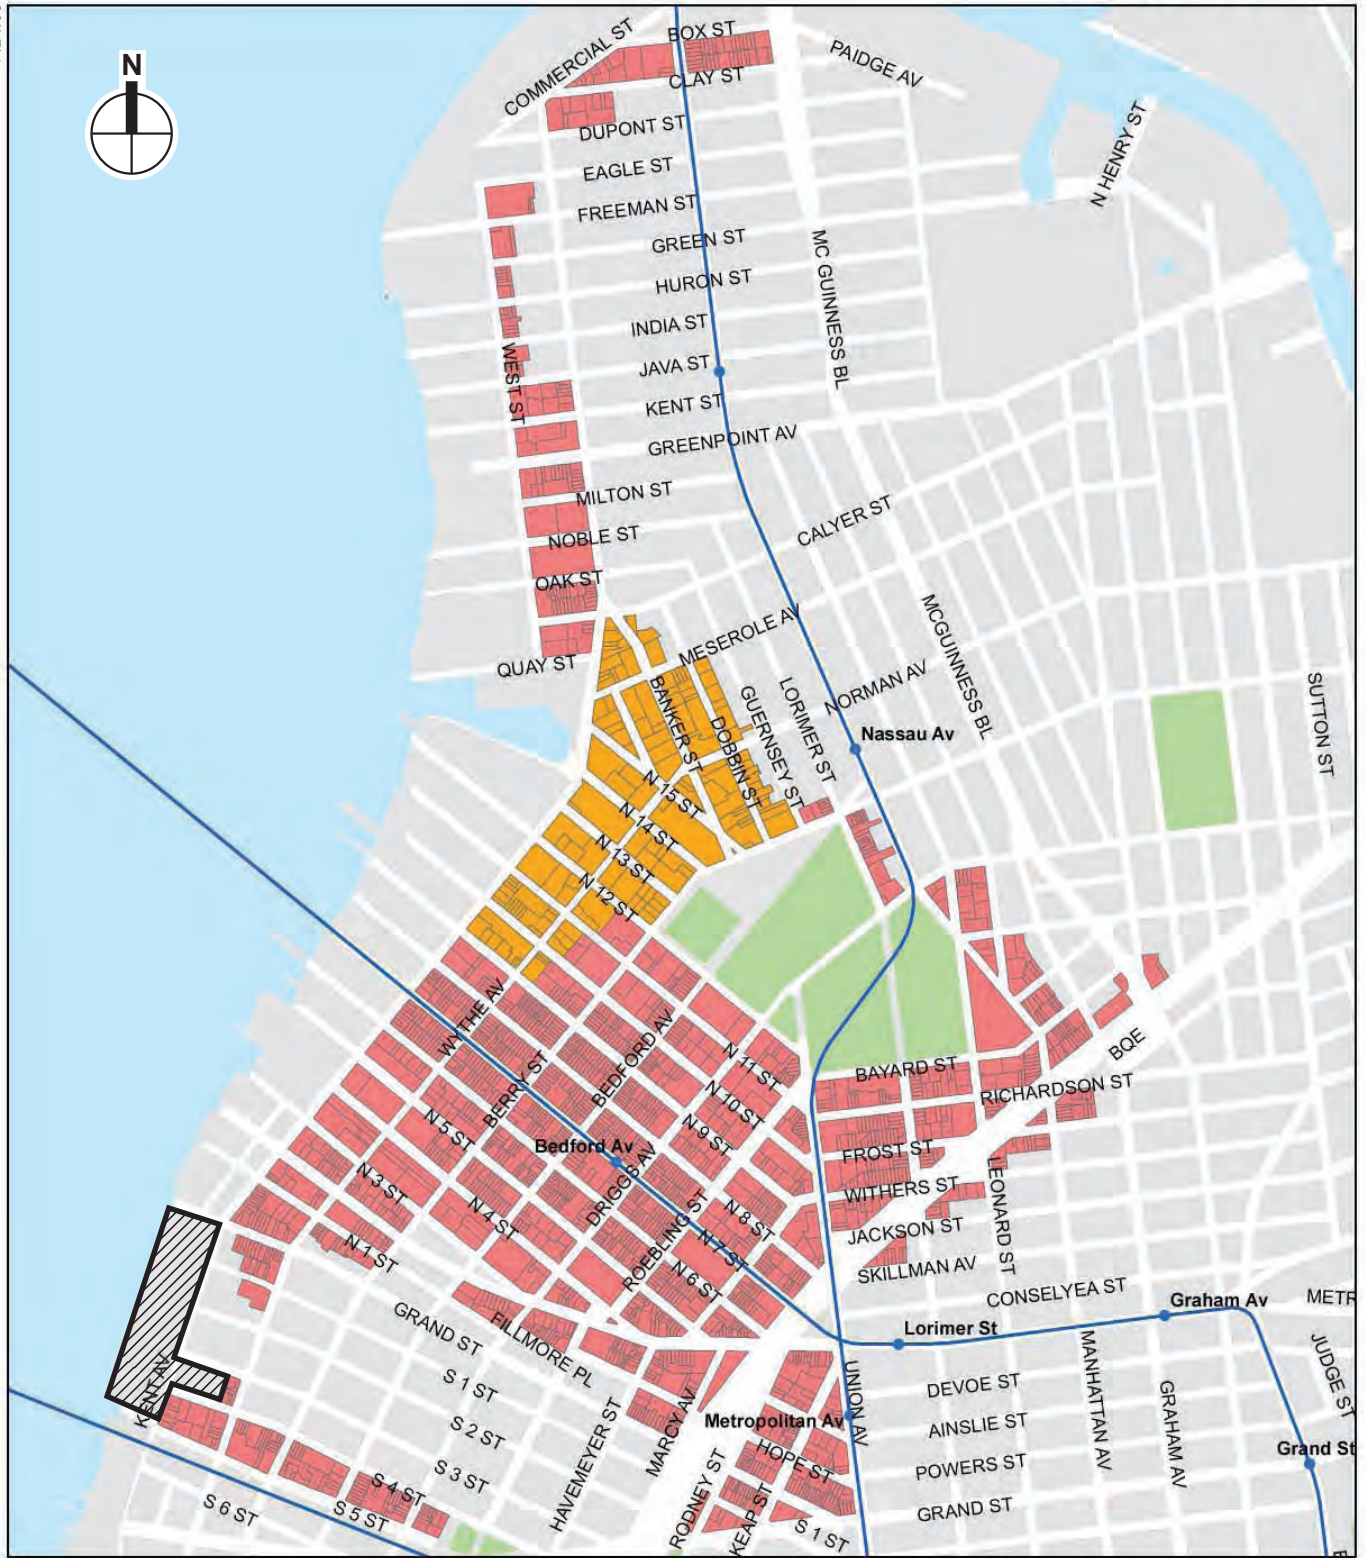 N
COMMERCIAL ST
BOX ST
PAIDGE AV
CLAY ST
DUPONT ST
N HENRY ST
EAGLE ST
FREEMAN ST
GREEN ST
MC GUINNESS BL
HURON ST
INDIA ST
WEST ST
JAVA ST
KENT ST
GREENPOINT AV
MILTON ST
CALYER ST
NOBLE ST
OAK ST
MESEROLE AV
MCGUINNESS BL
QUAY ST
BANKER ST
DOBBIN ST
GUERNSEY ST
LORIMER ST
NORMAN AV
SUTTON ST
Nassau Av
N 15 ST
N 14 ST
N 13 ST
N 12 ST
WYTHE AV
BERRY ST
BEDFORD AV
N 11 ST
BAYARD ST
BQE
N 10 ST
RICHARDSON ST
N 5 ST
N 9 ST
Bedford Av
FROST ST
N 3 ST
DRIGGS AV
WITHERS ST
LEONARD ST
N 4 ST
N 8 ST
JACKSON ST
N 1 ST
ROEBLING ST
N 7 ST
SKILLMAN AV
N 6 ST
CONSELYEA ST
Graham Av
METR
GRAND ST
FILLMORE PL
Lorimer St
KENT AV
S 1 ST
UNION AV
DEVOE ST
MANHATTAN AV
JUDGE ST
S 2 ST
HAVEMEYER ST
MARCY AV
Metropolitan Av
AINSLIE ST
GRAHAM AV
HOPE ST
Grand St
S 3 ST
S 4 ST
POWERS ST
S 6 ST
S 5 ST
RODNEY ST
KEAP ST
S 1 ST
GRAND ST